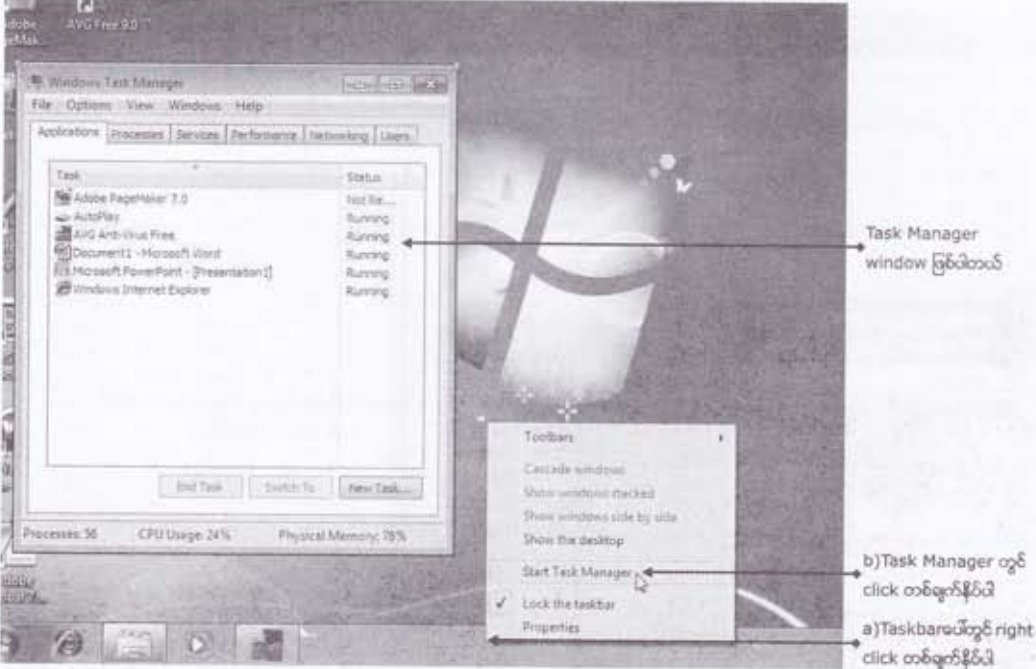 AVG Free 9.0
Windows Task Manager
File Options View Windows Help
Applications Processes Services Performance Networking Users
Task Status
Adobe PageMaker 7.0 Not Re...
AutoPlay Running
AVG Anti-Virus Free Running
Document1 - Microsoft Word Running
Microsoft PowerPoint - [Presentation1] Running
Windows Internet Explorer Running
End Task Switch To New Task...
Processes: 56 CPU Usage: 24% Physical Memory: 78%
Toolbars
Cascade windows
Show windows stacked
Show windows side by side
Show the desktop
Start Task Manager
Lock the taskbar
Properties
Task Manager
window ဖြစ်ပါတယ်
b)Task Manager တွင်
click တစ်ချက်နှိပ်ပါ
a)Taskbarပေါ်တွင် right
click တစ်ချက်နှိပ်ပါ